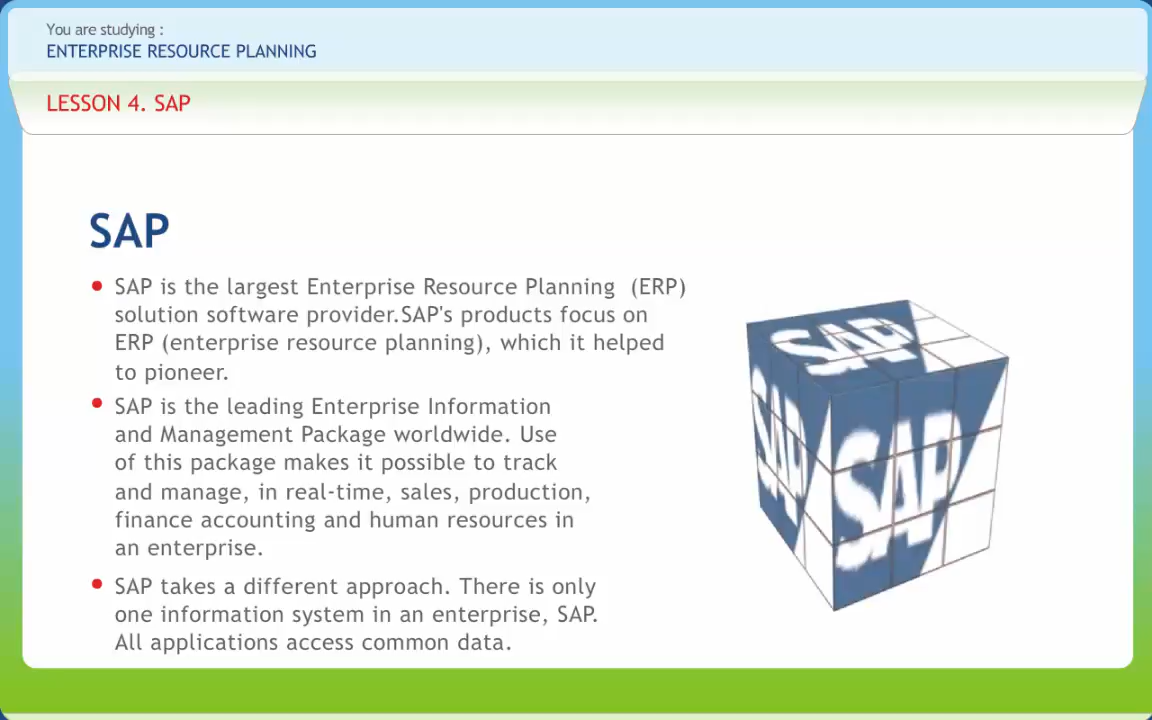 You are studying :
ENTERPRISE RESOURCE PLANNING
LESSON 4. SAP
SAP
• SAP is the largest Enterprise Resource Planning  (ERP)
solution software provider.SAP's products focus on
ERP (enterprise resource planning), which it helped
to pioneer.
• SAP is the leading Enterprise Information
and Management Package worldwide. Use
of this package makes it possible to track
and manage, in real-time, sales, production,
finance accounting and human resources in
an enterprise.
• SAP takes a different approach. There is only
one information system in an enterprise, SAP.
All applications access common data.
SAP
SAP
SAP